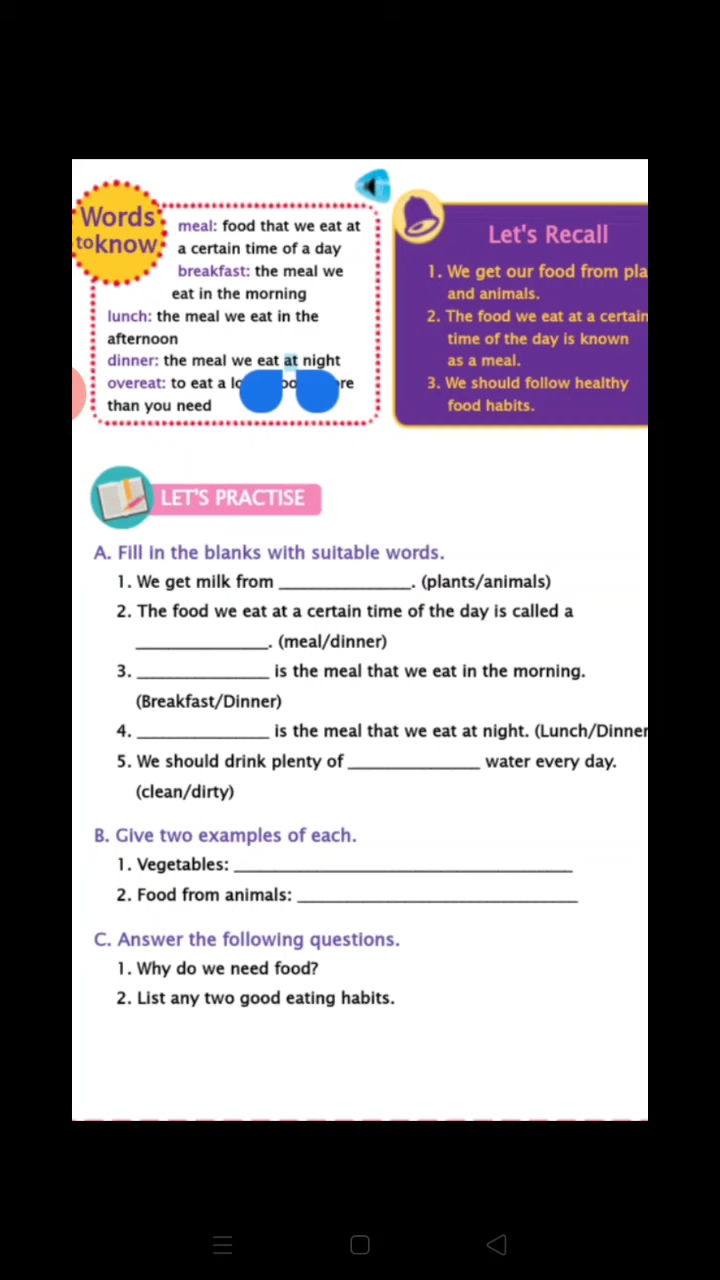 Words
to know
meal: food that we eat at
a certain time of a day
breakfast: the meal we
eat in the morning
lunch: the meal we eat in the
afternoon
dinner: the meal we eat at night
overeat: to eat a
than you need
Let's Recall
1. We get our food from
and animals.
2. The food we eat at a certain
time of the day is known
as a meal.
3. We should follow healthy
food habits.
LET'S PRACTISE
A. Fill in the blanks with suitable words.
1. We get milk from ______________. (plants/animals)
2. The food we eat at a certain time of the day is called a
______________. (meal/dinner)
3. ______________ is the meal that we eat in the morning.
(Breakfast/Dinner)
4. ______________ is the meal that we eat at night. (Lunch/Dinner
5. We should drink plenty of ______________ water every day.
(clean/dirty)
B. Give two examples of each.
1. Vegetables: ____________________________________
2. Food from animals: ______________________________
C. Answer the following questions.
1. Why do we need food?
2. List any two good eating habits.